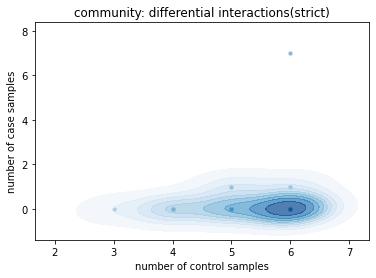 community: differential interactions(strict)
number of case samples
8
6
4
2
0
2 3 4 5 6 7
number of control samples